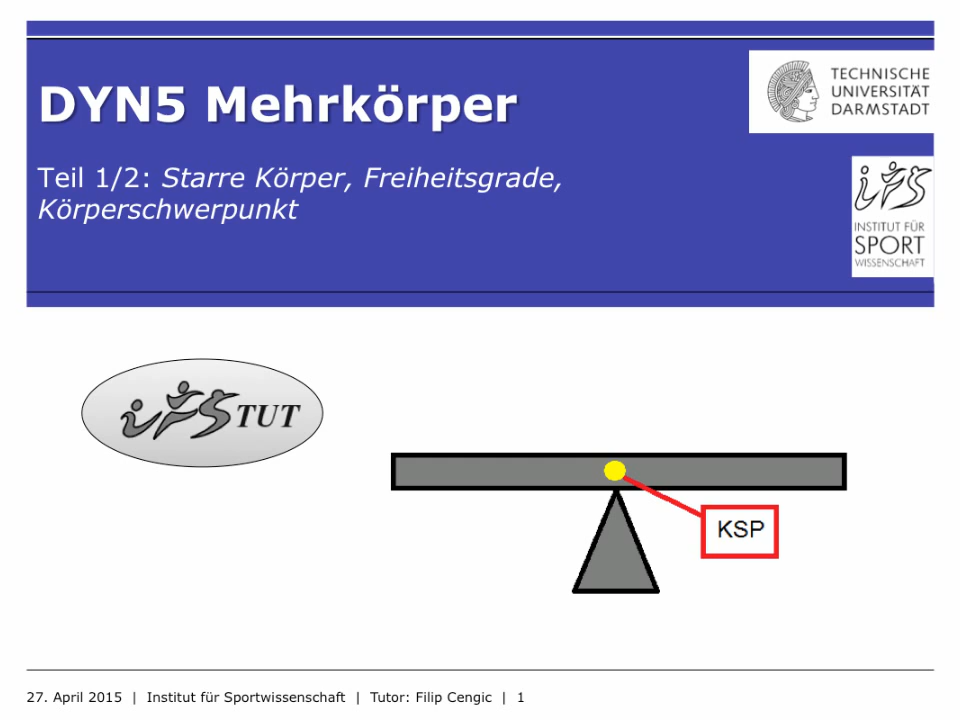 DYN5 Mehrkörper
Teil 1/2: Starre Körper, Freiheitsgrade,
Körperschwerpunkt
TECHNISCHE
UNIVERSITÄT
DARMSTADT
INSTITUT FÜR
SPORT
WISSENSCHAFT
ifS TUT
KSP
27. April 2015 | Institut für Sportwissenschaft | Tutor: Filip Cengic | 1